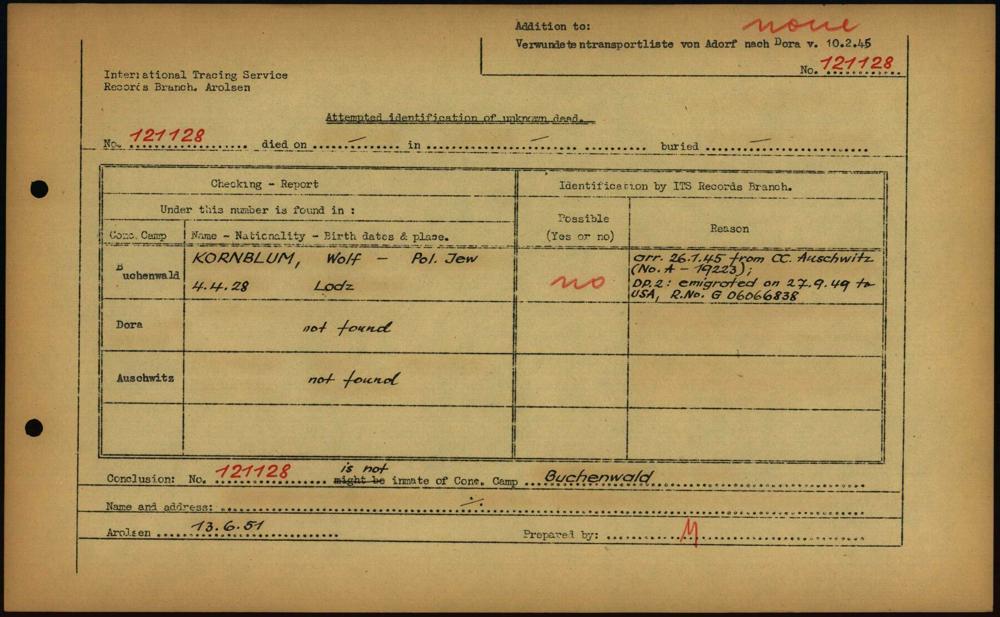 Addition to: none
Verwundetentransportliste von Adorf nach Dora v. 10.2.45
No. 121128
International Tracing Service
Records Branch. Arolsen
Attempted identification of unknown dead.
No. 121128 died on — in — buried —
Checking - Report
Identification by ITS Records Branch.
Under this number is found in :
Possible
(Yes or no)
Reason
Conc. Camp
Name - Nationality - Birth dates & place.
Buchenwald
KORNBLUM, Wolf - Pol. Jew
4.4.28 Lodz
no
arr. 26.1.45 from CC. Auschwitz
(No. A - 19223);
DP.2: emigrated on 27.9.49 to
USA, R.No. G 06066838
Dora
not found
Auschwitz
not found
Conclusion: No. 121128 might be is not inmate of Conc. Camp Buchenwald
Name and address: ./.
Arolsen 13.6.51
Prepared by: M